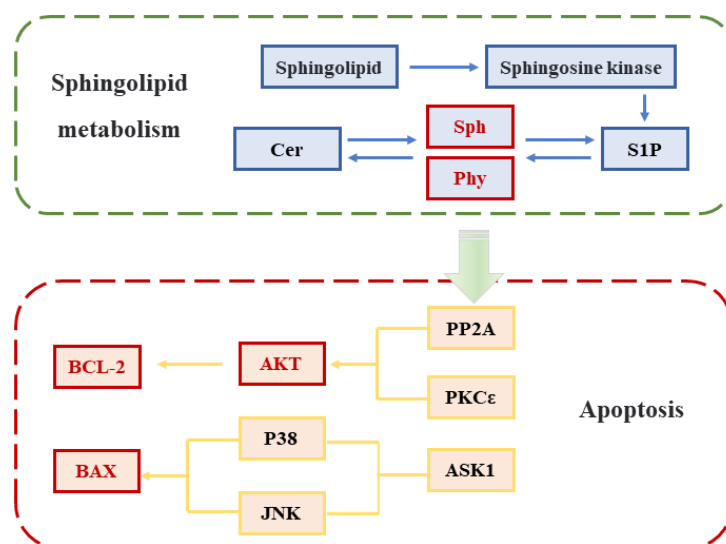 Sphingolipid
metabolism
Sphingolipid
Sphingosine kinase
Cer
Sph
Phy
S1P
PP2A
BCL-2
AKT
PKCε
Apoptosis
P38
BAX
ASK1
JNK